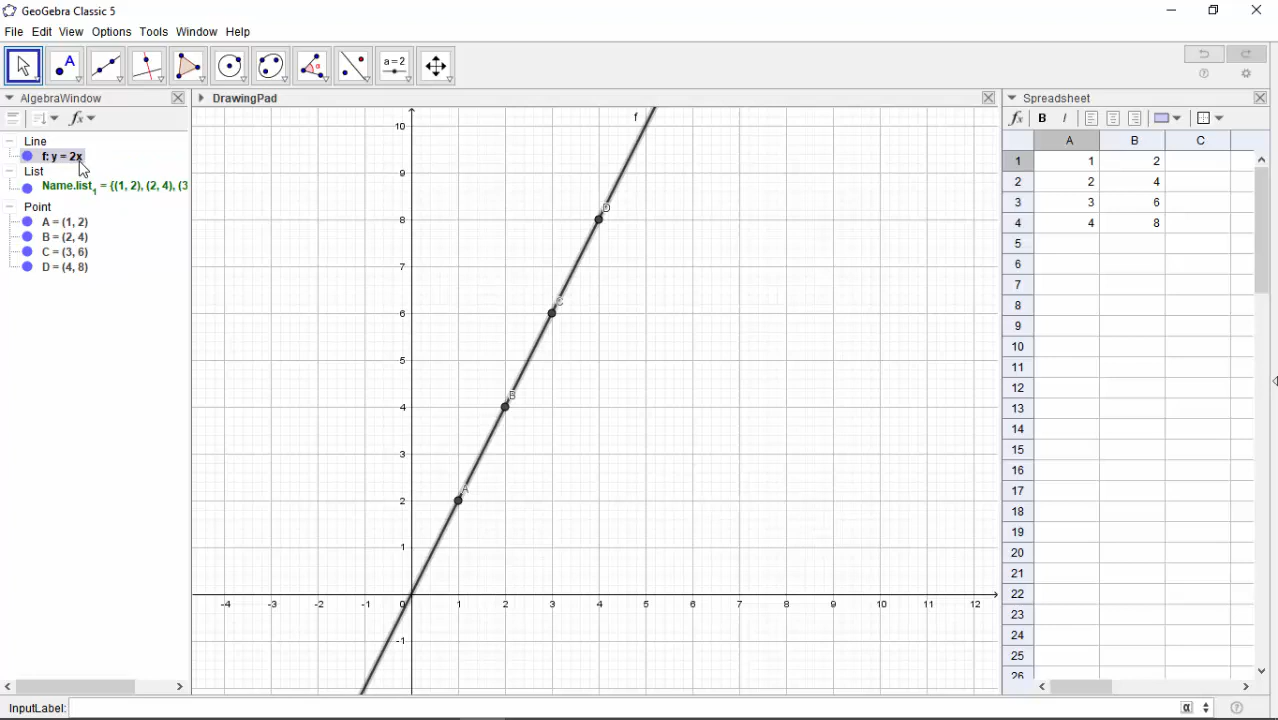 GeoGebra Classic 5
File Edit View Options Tools Window Help
A
α
a = 2
AlgebraWindow
DrawingPad
Spreadsheet
fx
fx B I
Line
f: y = 2x
List
Name.list1 = {(1, 2), (2, 4), (3
Point
A = (1, 2)
B = (2, 4)
C = (3, 6)
D = (4, 8)
f
10
9
8
7
6
5
4
3
2
1
-1
D
C
B
A
-4 -3 -2 -1 0 1 2 3 4 5 6 7 8 9 10 11 12
A B C
1 1 2
2 2 4
3 3 6
4 4 8
5
6
7
8
9
10
11
12
13
14
15
16
17
18
19
20
21
22
23
24
25
26
InputLabel:
α